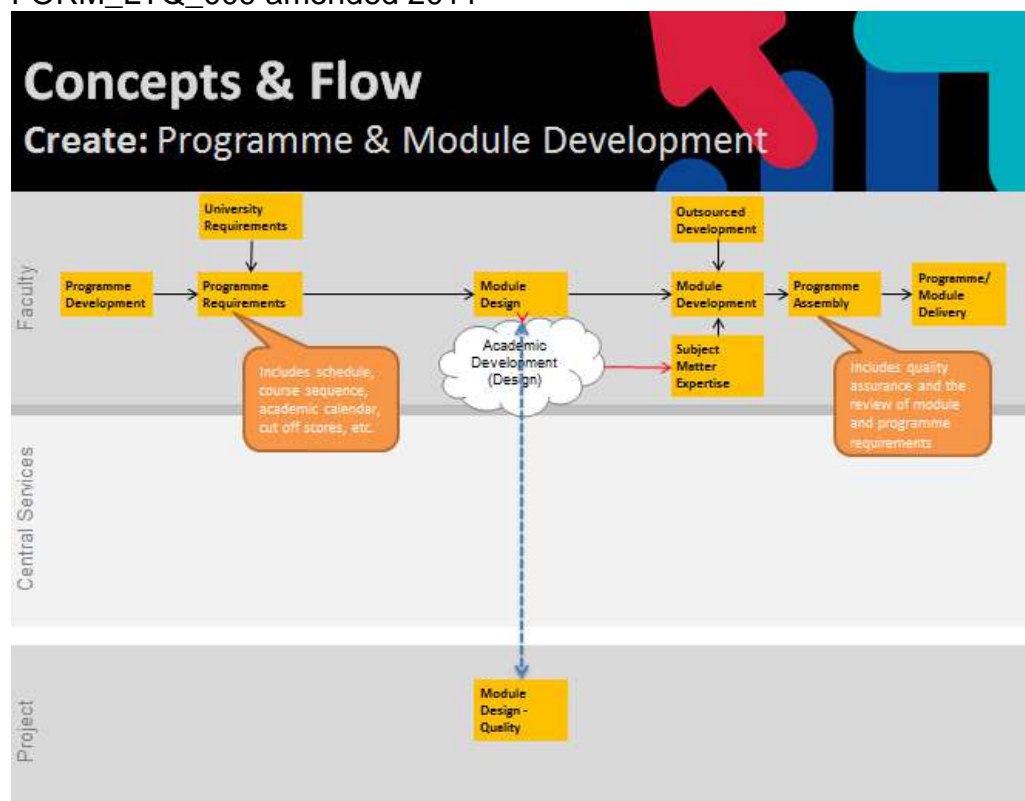 Concepts & Flow
Create: Programme & Module Development
Faculty
University
Requirements
Outsourced
Development
Programme
Development
Programme
Requirements
Module
Design
Module
Development
Programme
Assembly
Programme/
Module
Delivery
Academic
Development
(Design)
Subject
Matter
Expertise
Includes schedule,
course sequence,
academic calendar,
cut off scores, etc.
Includes quality
assurance and the
review of module
and programme
requirements
Central Services
Project
Module
Design -
Quality